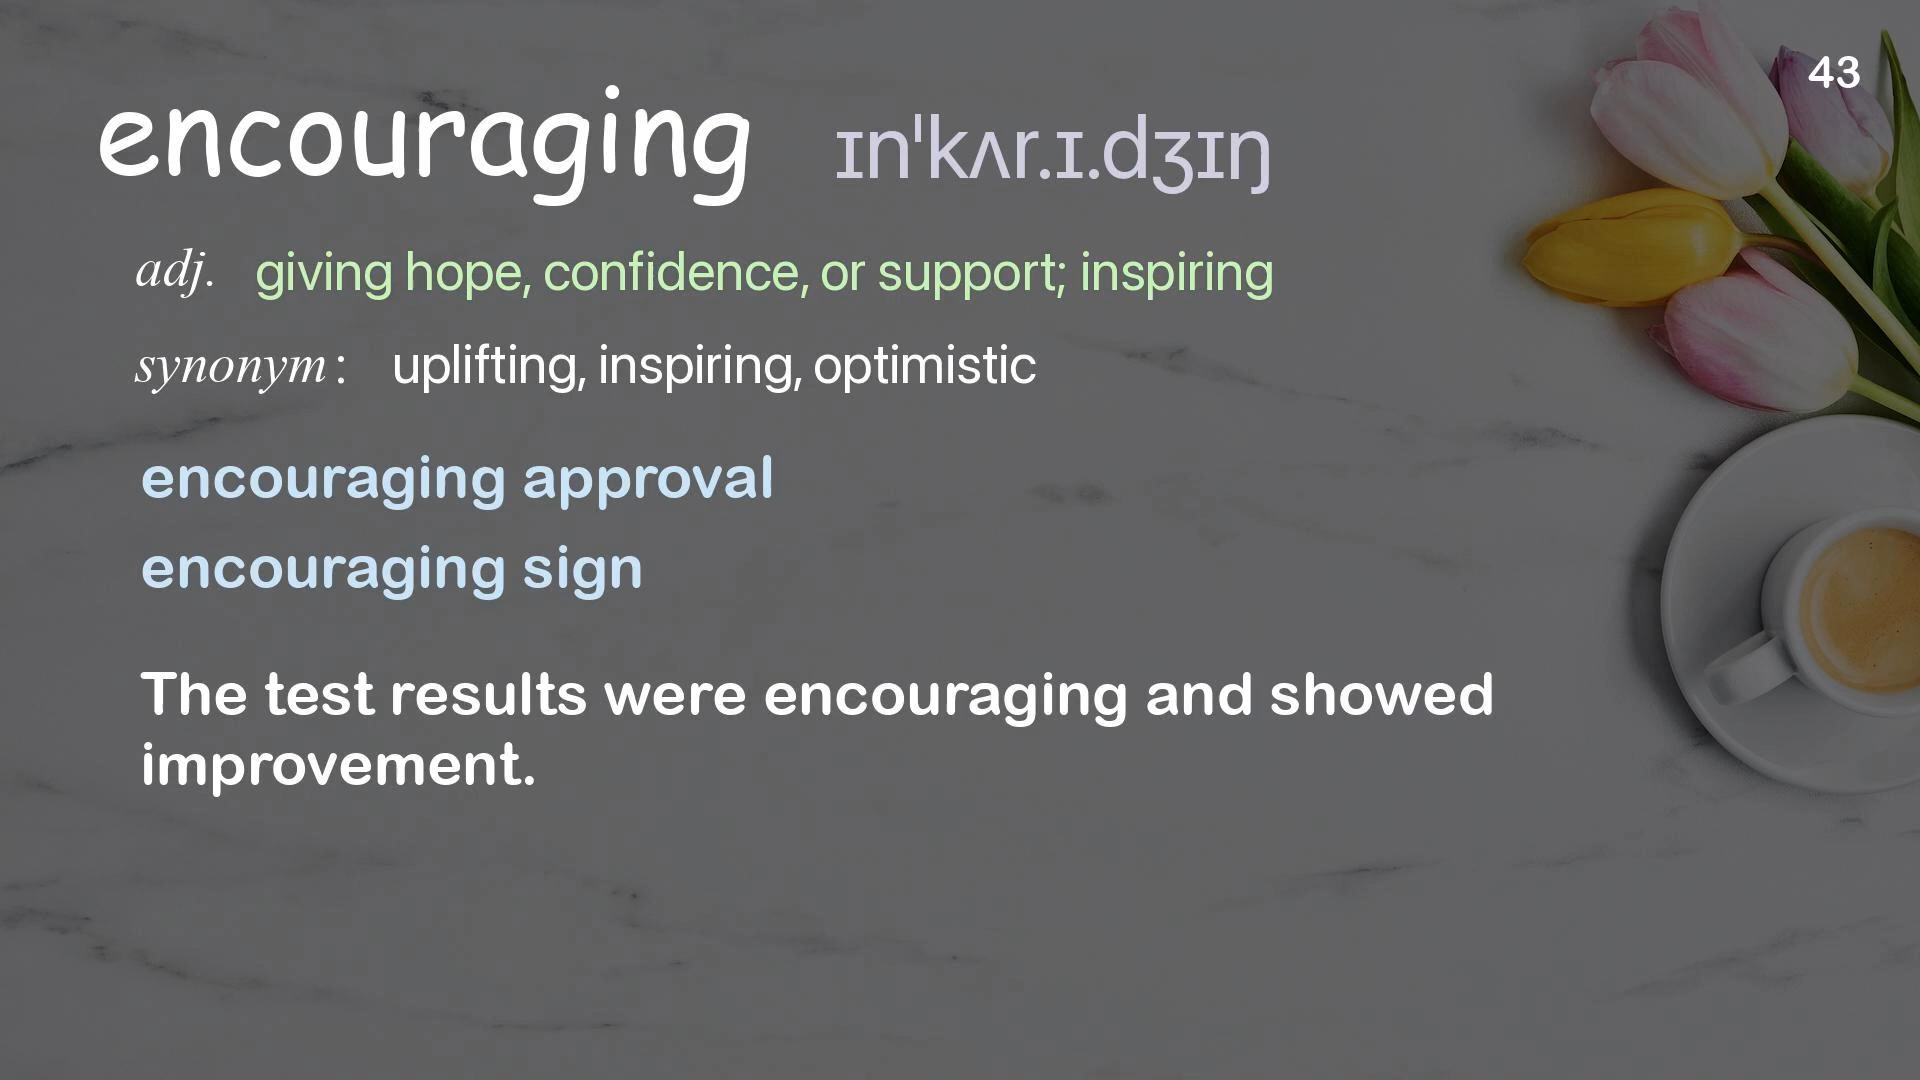 43
encouraging ɪnˈkʌr.ɪ.dʒɪŋ
adj. giving hope, confidence, or support; inspiring
synonym: uplifting, inspiring, optimistic
encouraging approval
encouraging sign
The test results were encouraging and showed
improvement.